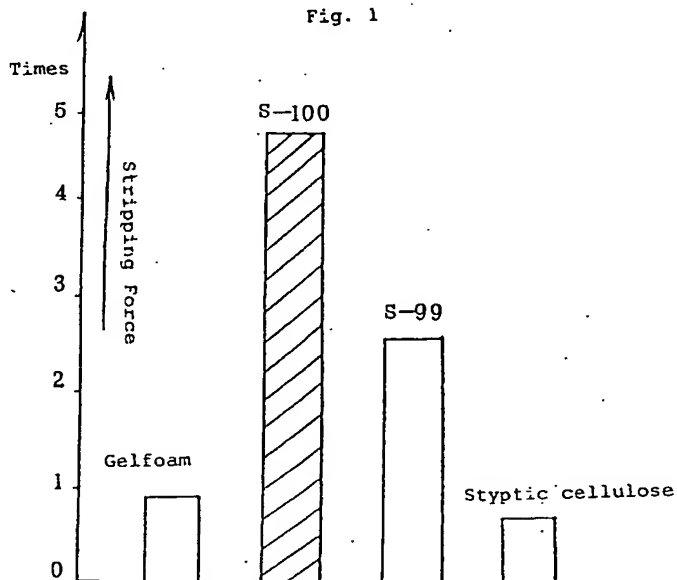 Fig. 1
Times
5
S-100
Stripping Force
4
3
S-99
2
Gelfoam
1
Styptic cellulose
0